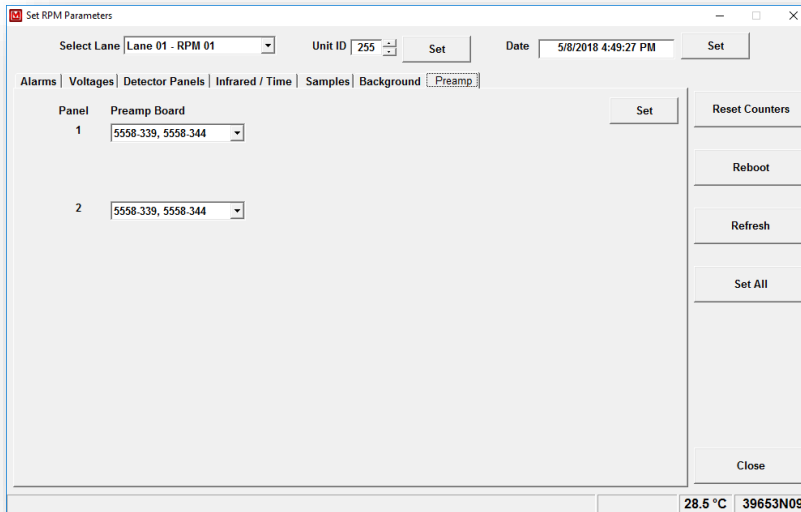 Set RPM Parameters
Select Lane Lane 01 - RPM 01 Unit ID 255 Set Date 5/8/2018 4:49:27 PM Set
Alarms Voltages Detector Panels Infrared / Time Samples Background Preamp
Panel Preamp Board Set
1 5558-339, 5558-344
2 5558-339, 5558-344
Reset Counters
Reboot
Refresh
Set All
Close
28.5 °C 39653N09